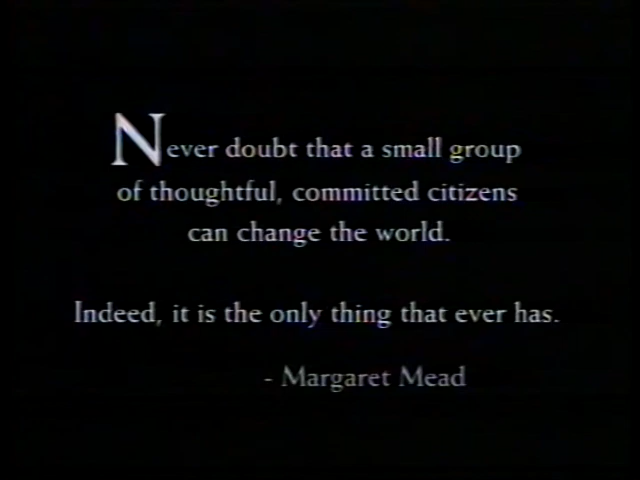 Never doubt that a small group
of thoughtful, committed citizens
can change the world.
Indeed, it is the only thing that ever has.
- Margaret Mead